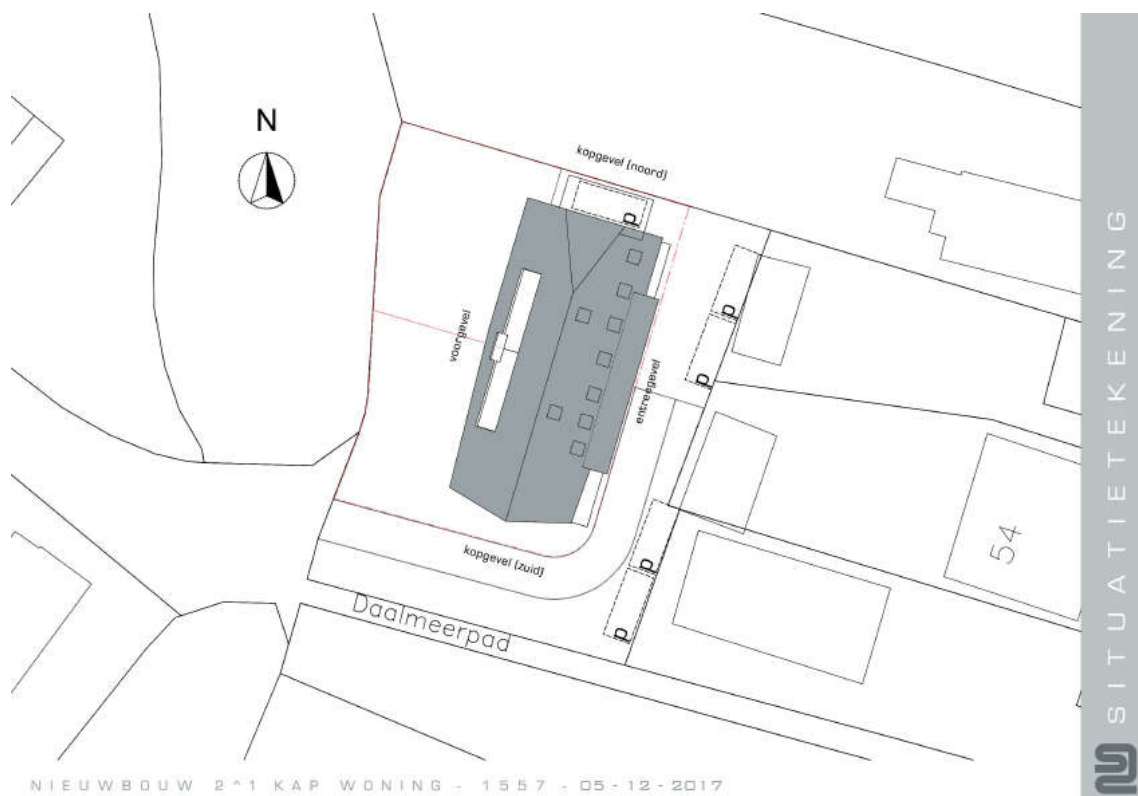 N
kopgevel (noord)
p
p
voorgevel
p
entreegevel
54
p
kopgevel (zuid)
Daalmeerpad
p
SITUATIETEKENING
NIEUWBOUW 2^1 KAP WONING - 1557 - 05-12-2017